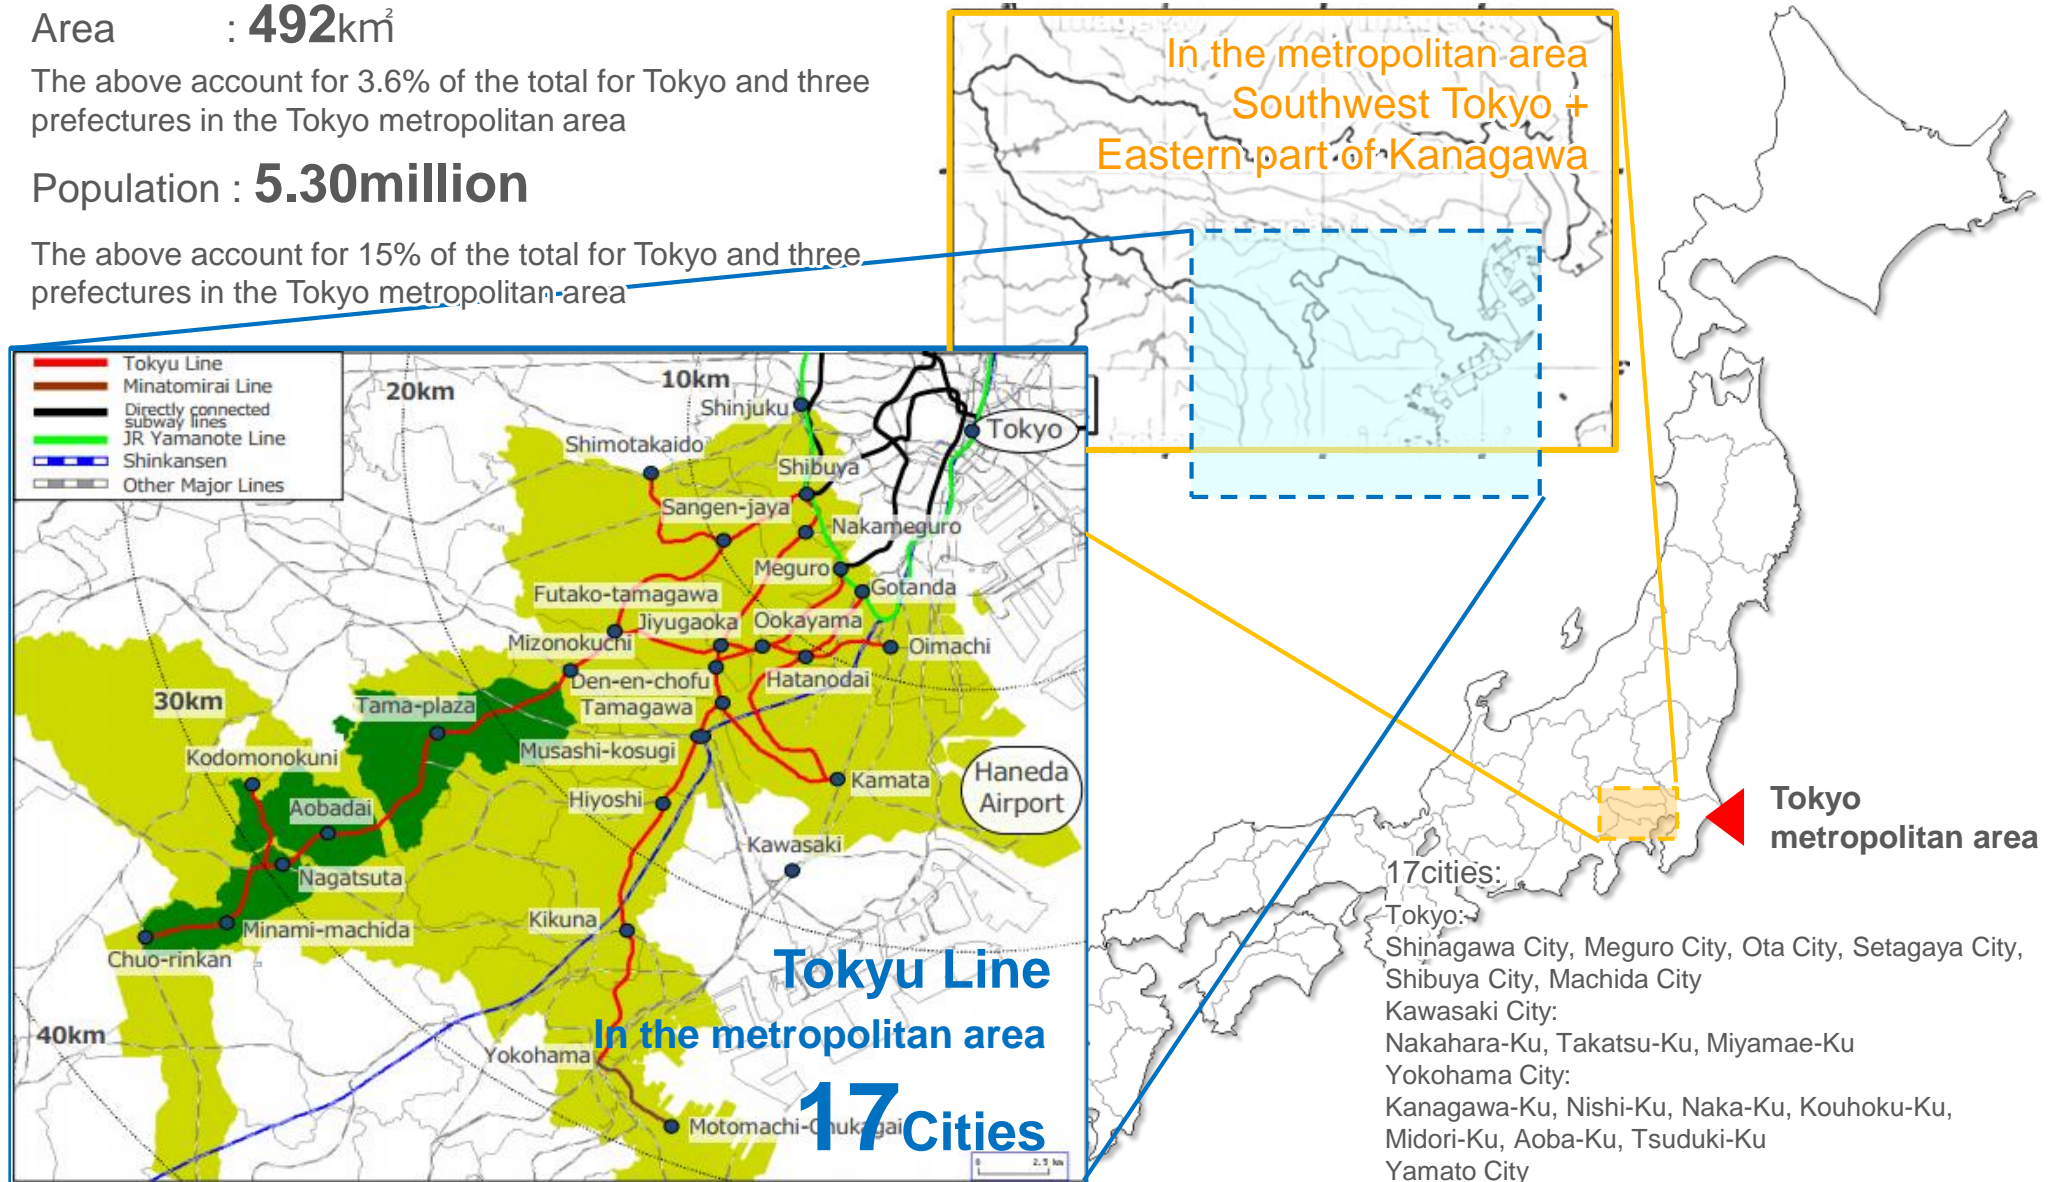 Area : 492km²
The above account for 3.6% of the total for Tokyo and three
prefectures in the Tokyo metropolitan area
Population : 5.30million
The above account for 15% of the total for Tokyo and three
prefectures in the Tokyo metropolitan area
In the metropolitan area
Southwest Tokyo +
Eastern part of Kanagawa
Tokyu Line
Minatomirai Line
Directly connected
subway lines
JR Yamanote Line
Shinkansen
Other Major Lines
20km
10km
Shinjuku
Tokyo
Shimotakaido
Shibuya
Sangen-jaya
Nakameguro
Meguro
Gotanda
Futako-tamagawa
Jiyugaoka
Ookayama
Mizonokuchi
Oimachi
Den-en-chofu
Hatanodai
30km
Tama-plaza
Tamagawa
Musashi-kosugi
Kodomonokuni
Kamata
Haneda
Airport
Hiyoshi
Aobadai
Kawasaki
Nagatsuta
Kikuna
Minami-machida
Chuo-rinkan
40km
Yokohama
Motomachi-Chukagai
Tokyu Line
In the metropolitan area
17Cities
0 2.5 km
Tokyo
metropolitan area
17cities:
Tokyo:
Shinagawa City, Meguro City, Ota City, Setagaya City,
Shibuya City, Machida City
Kawasaki City:
Nakahara-Ku, Takatsu-Ku, Miyamae-Ku
Yokohama City:
Kanagawa-Ku, Nishi-Ku, Naka-Ku, Kouhoku-Ku,
Midori-Ku, Aoba-Ku, Tsuduki-Ku
Yamato City